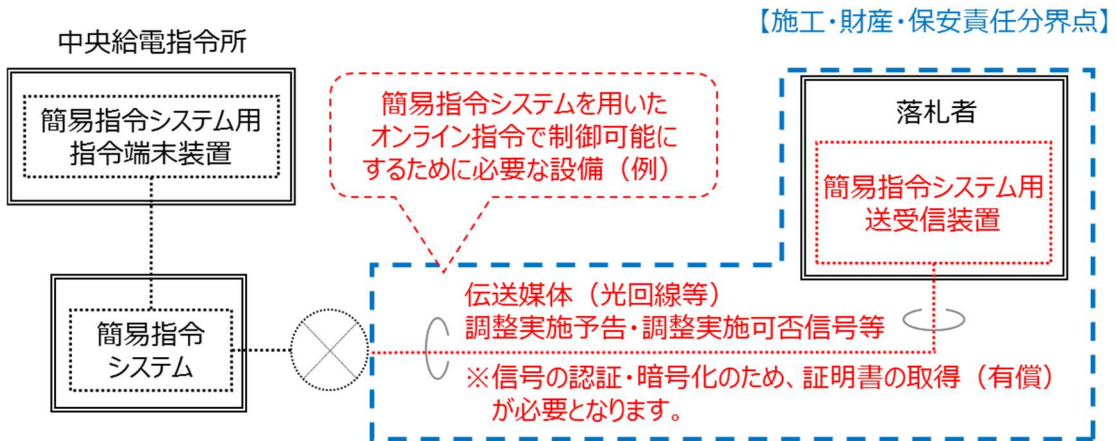 【施工・財産・保安責任分界点】
中央給電指令所
簡易指令システム用
指令端末装置
簡易指令システムを用いた
オンライン指令で制御可能に
するために必要な設備（例）
落札者
簡易指令システム用
送受信装置
簡易指令
システム
伝送媒体（光回線等）
調整実施予告・調整実施可否信号等
※信号の認証・暗号化のため、証明書の取得（有償）
が必要となります。